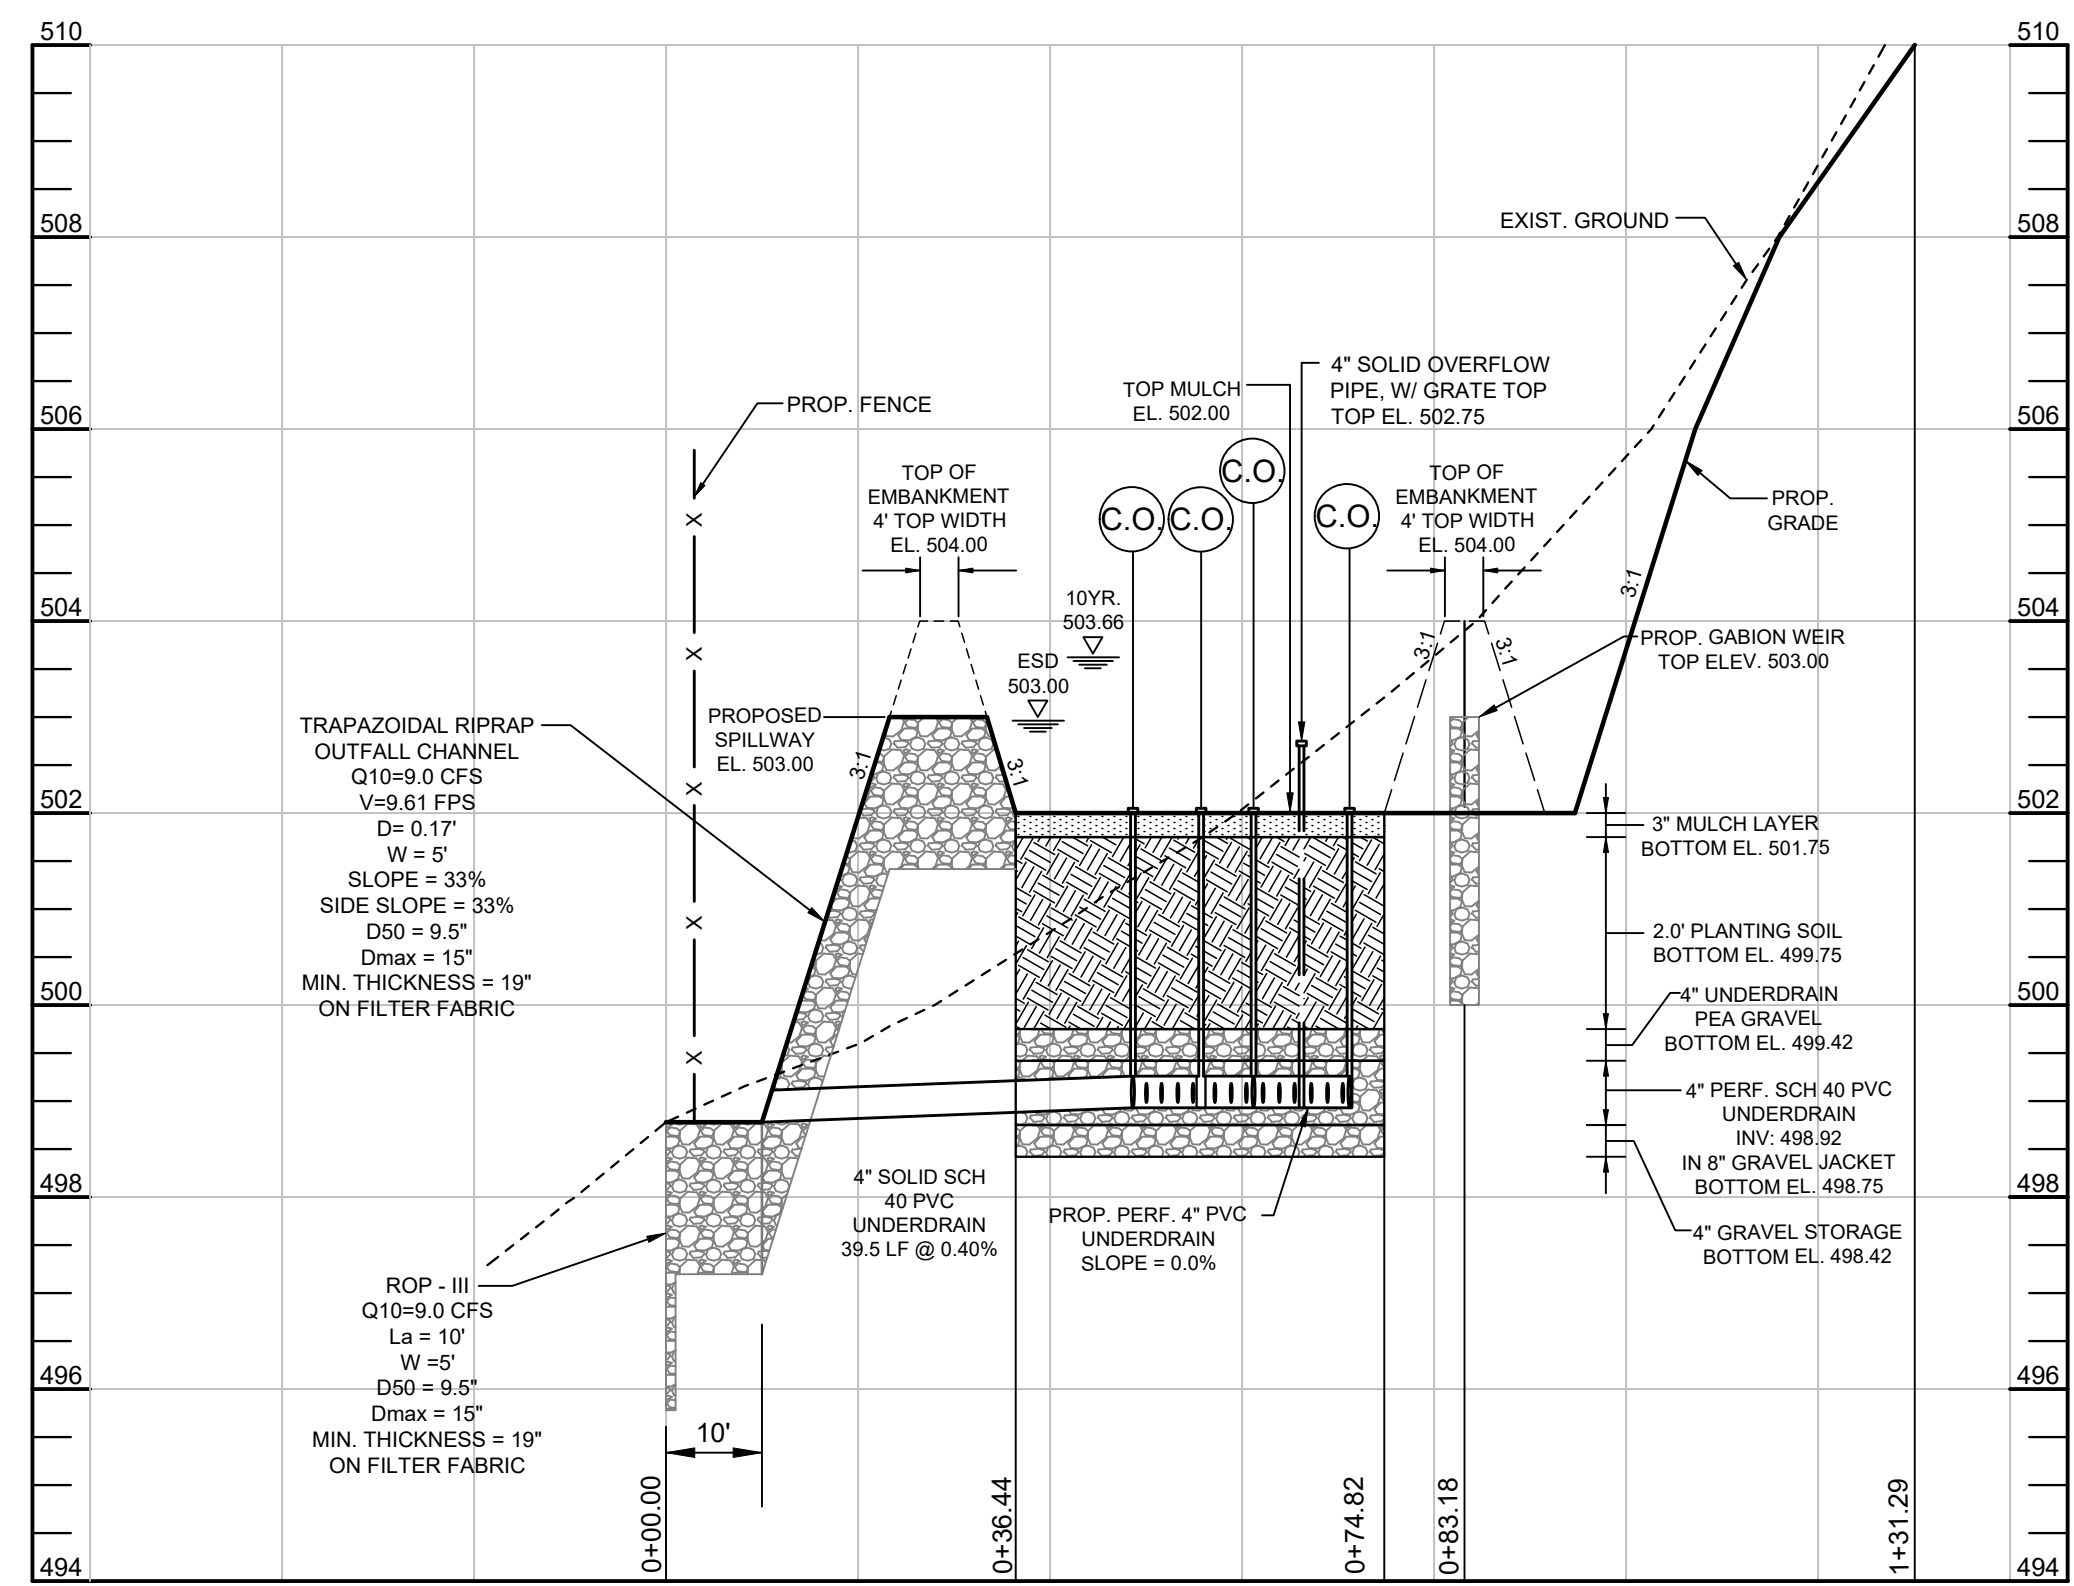 510
508
506
504
502
500
498
496
494
510
508
506
504
502
500
498
496
494
EXIST. GROUND
PROP. FENCE
TOP MULCH
EL. 502.00
4" SOLID OVERFLOW
PIPE, W/ GRATE TOP
TOP EL. 502.75
C.O.
C.O.
C.O.
C.O.
TOP OF
EMBANKMENT
4' TOP WIDTH
EL. 504.00
TOP OF
EMBANKMENT
4' TOP WIDTH
EL. 504.00
PROP.
GRADE
3:1
10YR.
503.66
ESD
503.00
3:1
3:1
PROP. GABION WEIR
TOP ELEV. 503.00
PROPOSED
SPILLWAY
EL. 503.00
3:1
3:1
TRAPAZOIDAL RIPRAP
OUTFALL CHANNEL
Q10=9.0 CFS
V=9.61 FPS
D= 0.17'
W = 5'
SLOPE = 33%
SIDE SLOPE = 33%
D50 = 9.5"
Dmax = 15"
MIN. THICKNESS = 19"
ON FILTER FABRIC
X
X
X
X
X
3" MULCH LAYER
BOTTOM EL. 501.75
2.0' PLANTING SOIL
BOTTOM EL. 499.75
4" UNDERDRAIN
PEA GRAVEL
BOTTOM EL. 499.42
4" PERF. SCH 40 PVC
UNDERDRAIN
INV: 498.92
IN 8" GRAVEL JACKET
BOTTOM EL. 498.75
4" GRAVEL STORAGE
BOTTOM EL. 498.42
4" SOLID SCH
40 PVC
UNDERDRAIN
39.5 LF @ 0.40%
PROP. PERF. 4" PVC
UNDERDRAIN
SLOPE = 0.0%
ROP - III
Q10=9.0 CFS
La = 10'
W =5'
D50 = 9.5"
Dmax = 15"
MIN. THICKNESS = 19"
ON FILTER FABRIC
10'
0+00.00
0+36.44
0+74.82
0+83.18
1+31.29